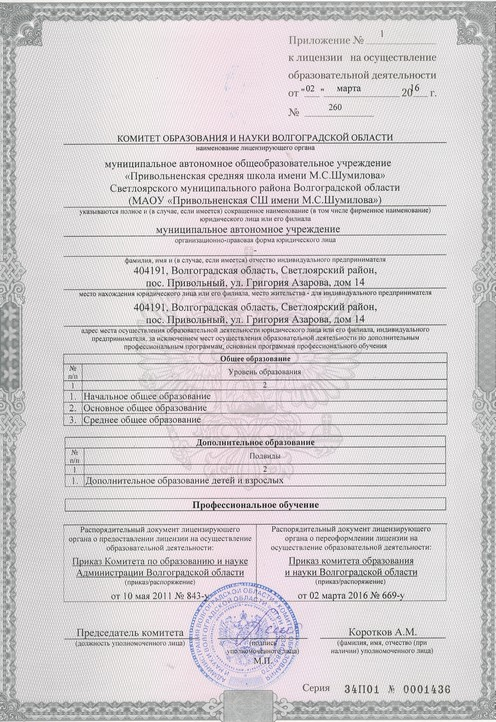 Приложение № 1
к лицензии на осуществление
образовательной деятельности
от "02" марта 2016 г.
№ 260
КОМИТЕТ ОБРАЗОВАНИЯ И НАУКИ ВОЛГОГРАДСКОЙ ОБЛАСТИ
наименование лицензирующего органа
муниципальное автономное общеобразовательное учреждение
«Привольненская средняя школа имени М.С.Шумилова»
Светлоярского муниципального района Волгоградской области
(МАОУ «Привольненская СШ имени М.С.Шумилова»)
указываются полное и (в случае, если имеется) сокращенное наименование (в том числе фирменное наименование)
юридического лица или его филиала
муниципальное автономное учреждение
организационно-правовая форма юридического лица
-
фамилия, имя и (в случае, если имеется) отчество индивидуального предпринимателя
404191, Волгоградская область, Светлоярский район,
пос. Привольный, ул. Григория Азарова, дом 14
место нахождения юридического лица или его филиала, место жительства - для индивидуального предпринимателя
404191, Волгоградская область, Светлоярский район,
пос. Привольный, ул. Григория Азарова, дом 14
адрес места осуществления образовательной деятельности юридического лица или его филиала, индивидуального
предпринимателя, за исключением мест осуществления образовательной деятельности по дополнительным
профессиональным программам, основным программам профессионального обучения
Общее образование
№ п/п Уровень образования
1 2
1. Начальное общее образование
2. Основное общее образование
3. Среднее общее образование
Дополнительное образование
№ п/п Подвиды
1 2
1. Дополнительное образование детей и взрослых
Профессиональное обучение
Распорядительный документ лицензирующего
органа о предоставлении лицензии на осуществление
образовательной деятельности:
Приказ Комитета по образованию и науке
Администрации Волгоградской области
(приказ/распоряжение)
от 10 мая 2011 № 843-у
Распорядительный документ лицензирующего
органа о переоформлении лицензии на
осуществление образовательной деятельности:
Приказ комитета образования
и науки Волгоградской области
(приказ/распоряжение)
от 02 марта 2016 № 669-у
Председатель комитета
(должность уполномоченного лица)
(подпись
уполномоченного лица)
М.П.
Коротков А.М.
(фамилия, имя, отчество (при
наличии) уполномоченного лица)
Серия 34П01 № 0001436